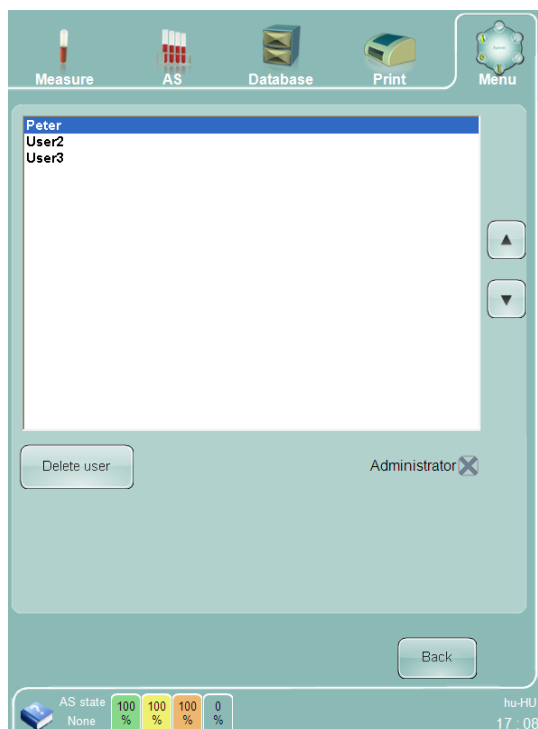 Measure AS Database Print Menu
Peter
User2
User3
▲
▼
Delete user
Administrator
Back
AS state 100 100 100 0 hu-HU
None % % % % 17 : 08